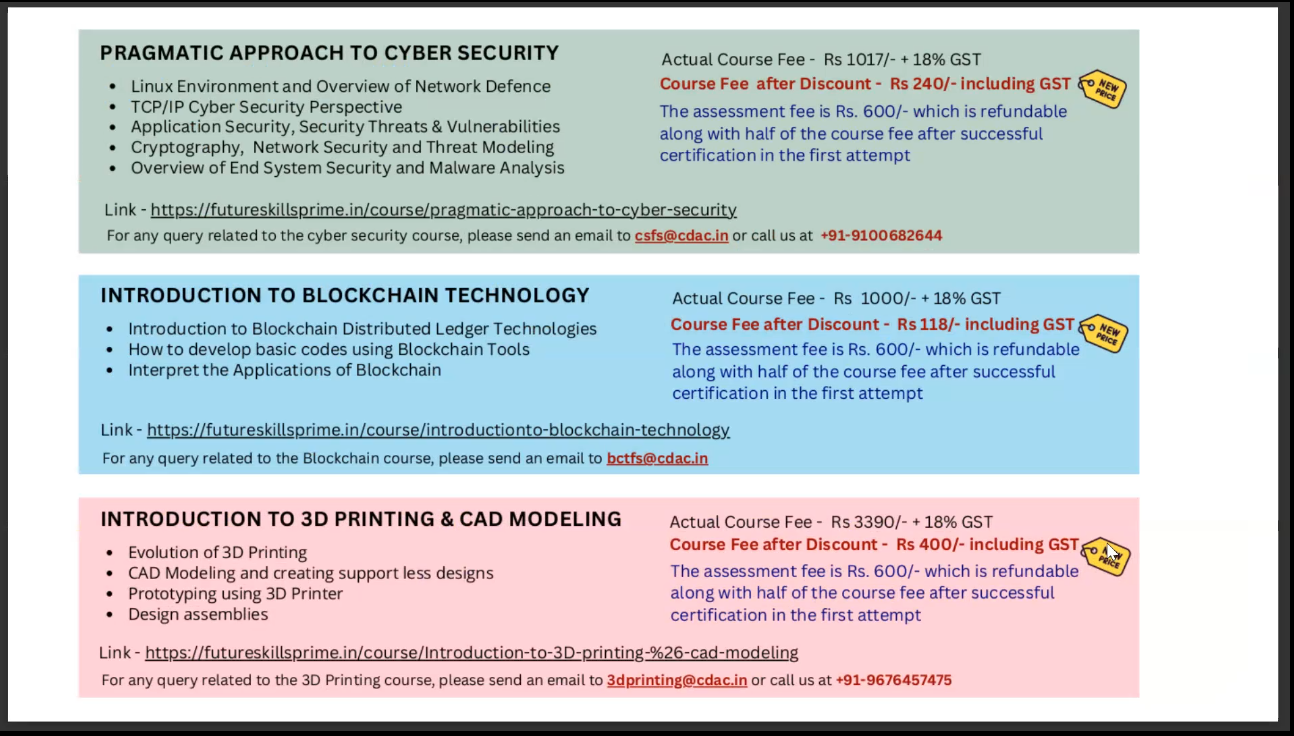 PRAGMATIC APPROACH TO CYBER SECURITY
• Linux Environment and Overview of Network Defence
• TCP/IP Cyber Security Perspective
• Application Security, Security Threats & Vulnerabilities
• Cryptography, Network Security and Threat Modeling
• Overview of End System Security and Malware Analysis
Actual Course Fee - Rs 1017/- + 18% GST
Course Fee after Discount - Rs 240/- including GST
NEW
PRICE
The assessment fee is Rs. 600/- which is refundable
along with half of the course fee after successful
certification in the first attempt
Link - https://futureskillsprime.in/course/pragmatic-approach-to-cyber-security
For any query related to the cyber security course, please send an email to csfs@cdac.in or call us at +91-9100682644
INTRODUCTION TO BLOCKCHAIN TECHNOLOGY
• Introduction to Blockchain Distributed Ledger Technologies
• How to develop basic codes using Blockchain Tools
• Interpret the Applications of Blockchain
Actual Course Fee - Rs 1000/- + 18% GST
Course Fee after Discount - Rs 118/- including GST
NEW
PRICE
The assessment fee is Rs. 600/- which is refundable
along with half of the course fee after successful
certification in the first attempt
Link - https://futureskillsprime.in/course/introductionto-blockchain-technology
For any query related to the Blockchain course, please send an email to bctfs@cdac.in
INTRODUCTION TO 3D PRINTING & CAD MODELING
• Evolution of 3D Printing
• CAD Modeling and creating support less designs
• Prototyping using 3D Printer
• Design assemblies
Actual Course Fee - Rs 3390/- + 18% GST
Course Fee after Discount - Rs 400/- including GST
PRICE
The assessment fee is Rs. 600/- which is refundable
along with half of the course fee after successful
certification in the first attempt
Link - https://futureskillsprime.in/course/Introduction-to-3D-printing-%26-cad-modeling
For any query related to the 3D Printing course, please send an email to 3dprinting@cdac.in or call us at +91-9676457475